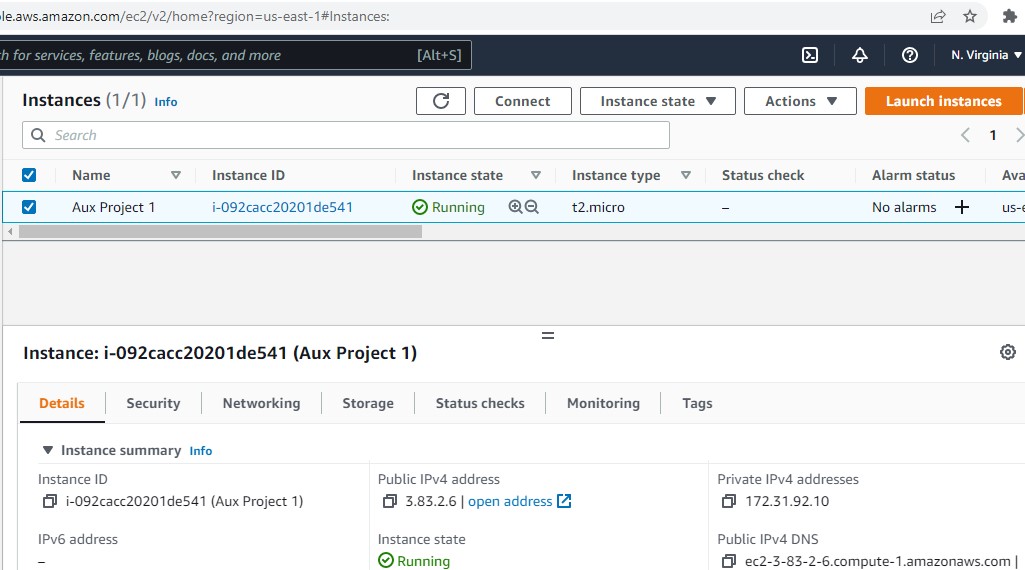 le.aws.amazon.com/ec2/v2/home?region=us-east-1#Instances:
h for services, features, blogs, docs, and more [Alt+S] N. Virginia
Instances (1/1) Info Connect Instance state Actions Launch instances
Search 1
Name Instance ID Instance state Instance type Status check Alarm status Ava
Aux Project 1 i-092cacc20201de541 Running t2.micro – No alarms + us-e
Instance: i-092cacc20201de541 (Aux Project 1)
Details Security Networking Storage Status checks Monitoring Tags
Instance summary Info
Instance ID Public IPv4 address Private IPv4 addresses
i-092cacc20201de541 (Aux Project 1) 3.83.2.6 | open address 172.31.92.10
IPv6 address Instance state Public IPv4 DNS
– Running ec2-3-83-2-6.compute-1.amazonaws.com |